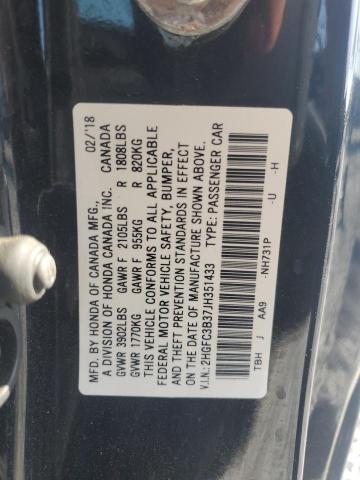 MFD. BY HONDA OF CANADA MFG., 02/'18
A DIVISION OF HONDA CANADA INC. CANADA
GVWR 3902LBS GAWR F 2105LBS R 1808LBS
GVWR 1770KG GAWR F 955KG R 820KG
THIS VEHICLE CONFORMS TO ALL APPLICABLE
FEDERAL MOTOR VEHICLE SAFETY, BUMPER,
AND THEFT PREVENTION STANDARDS IN EFFECT
ON THE DATE OF MANUFACTURE SHOWN ABOVE.
V.I.N.: 2HGFC3B37JH351433 TYPE: PASSENGER CAR
TBH J AA9 -NH731P -U -H